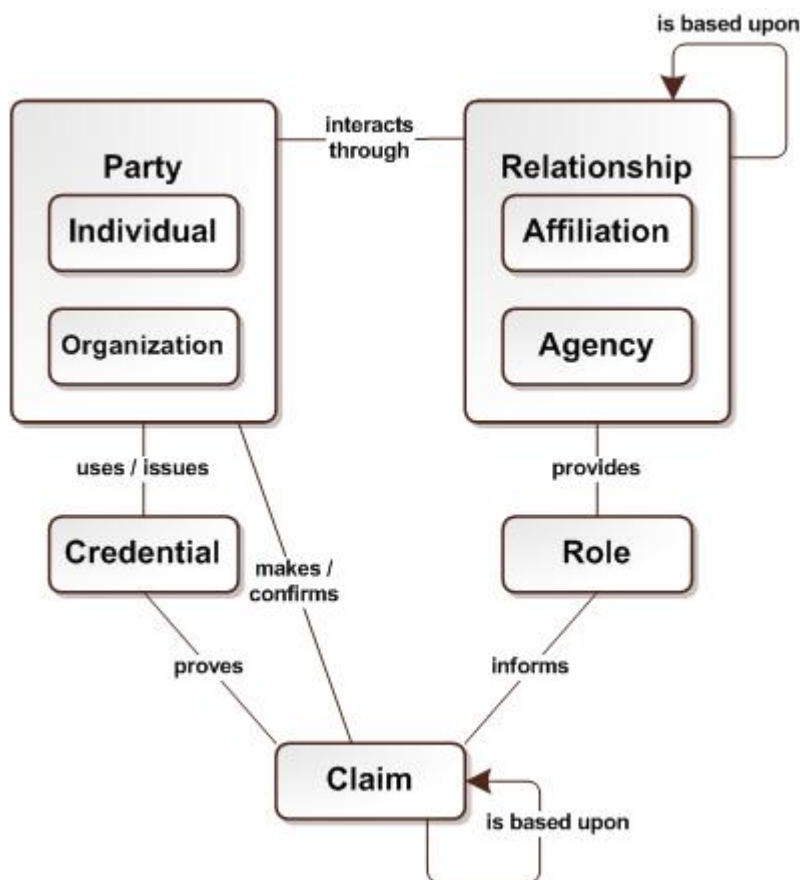 is based upon
interacts
through
Party
Relationship
Individual
Affiliation
Organization
Agency
uses / issues
provides
Credential
Role
makes /
confirms
proves
informs
Claim
is based upon